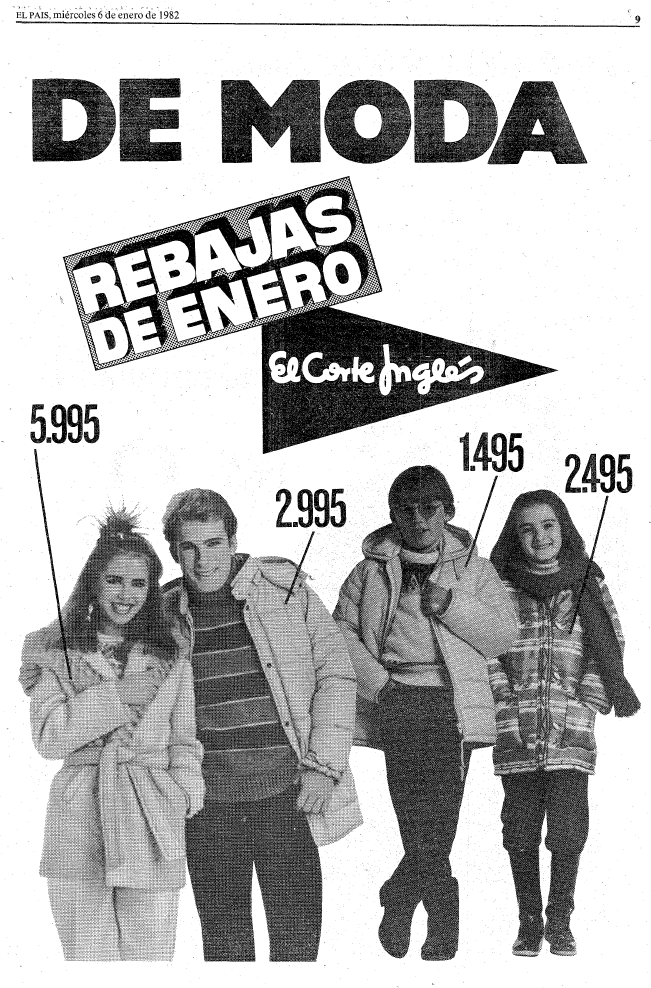 EL PAIS, miércoles 6 de enero de 1982
9
DE MODA
REBAJAS
DE ENERO
El Corte Inglés
5.995
2.995
1.495
2.495